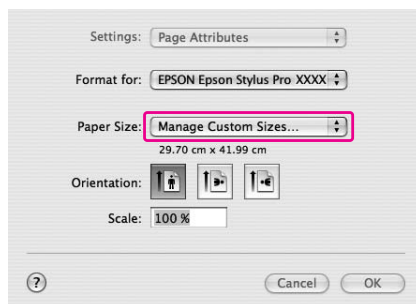 Settings: Page Attributes
Format for: EPSON Epson Stylus Pro XXXX
Paper Size: Manage Custom Sizes...
29.70 cm x 41.99 cm
Orientation:
Scale: 100 %
? Cancel OK